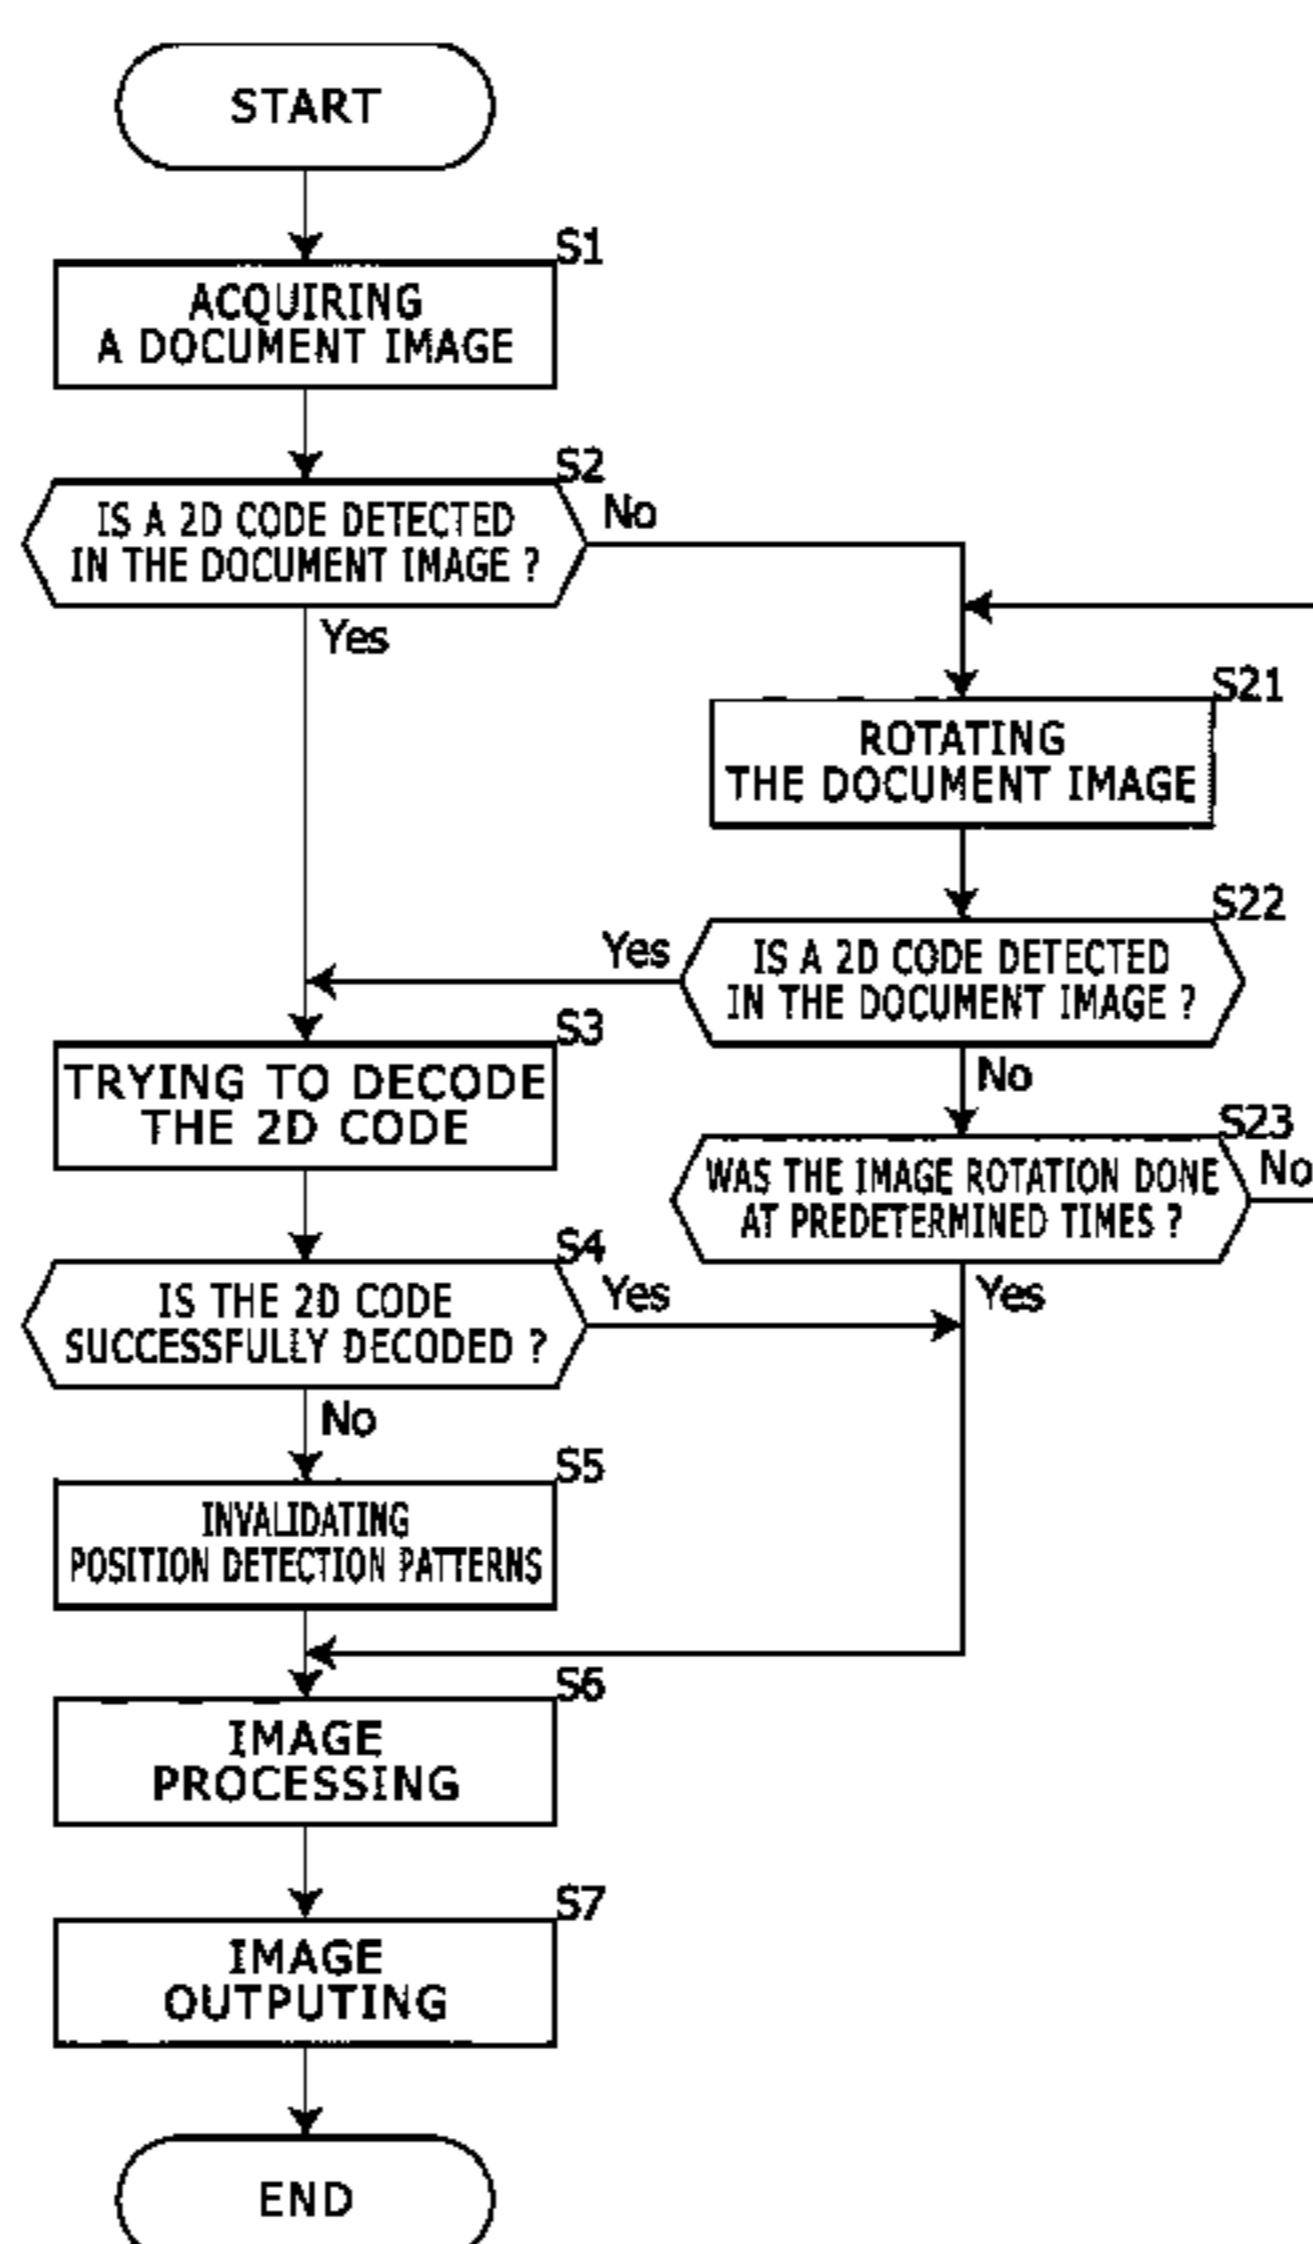 START
S1
ACQUIRING
A DOCUMENT IMAGE
S2
IS A 2D CODE DETECTED
IN THE DOCUMENT IMAGE ?
No
Yes
S21
ROTATING
THE DOCUMENT IMAGE
S22
IS A 2D CODE DETECTED
IN THE DOCUMENT IMAGE ?
Yes
No
S3
TRYING TO DECODE
THE 2D CODE
S23
WAS THE IMAGE ROTATION DONE
AT PREDETERMINED TIMES ?
No
Yes
S4
IS THE 2D CODE
SUCCESSFULLY DECODED ?
Yes
No
S5
INVALIDATING
POSITION DETECTION PATTERNS
S6
IMAGE
PROCESSING
S7
IMAGE
OUTPUTING
END